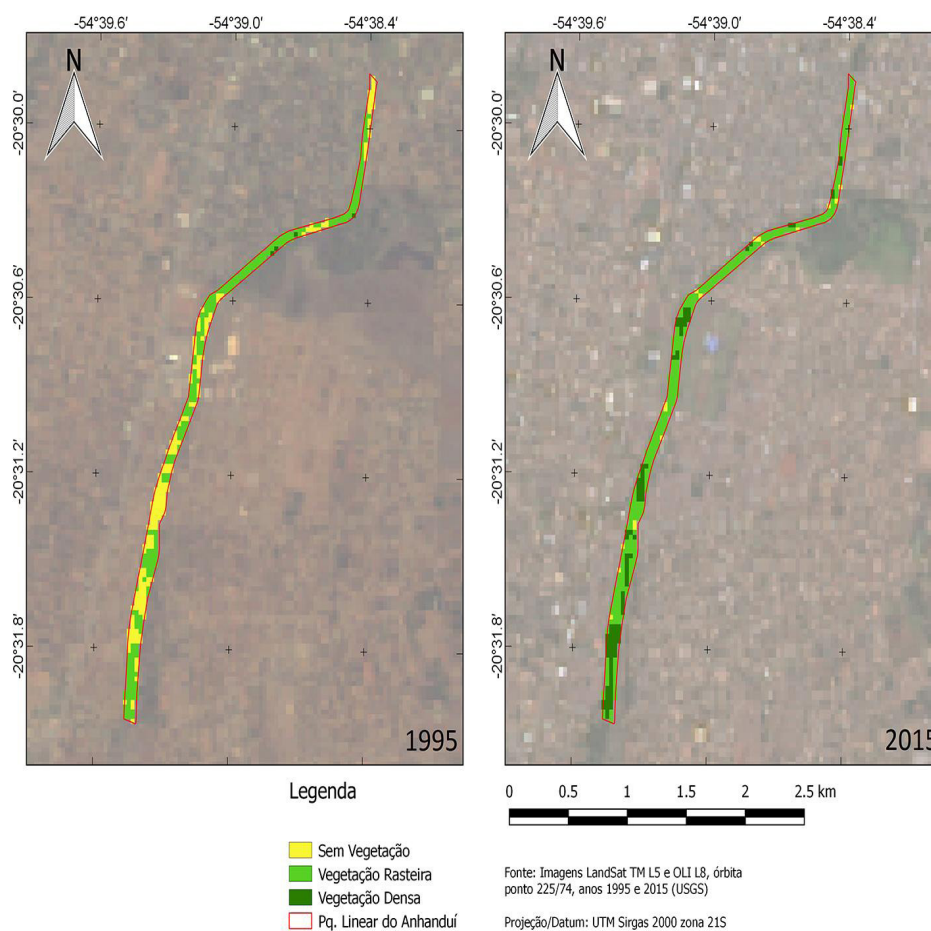 -54°39.6' -54°39.0' -54°38.4' -54°39.6' -54°39.0' -54°38.4'
N N
-20°30.0' -20°30.0'
-20°30.6' -20°30.6'
-20°31.2' -20°31.2'
-20°31.8' -20°31.8'
1995 2015
Legenda
0 0.5 1 1.5 2 2.5 km
Sem Vegetação
Vegetação Rasteira
Vegetação Densa
Pq. Linear do Anhanduí
Fonte: Imagens LandSat TM L5 e OLI L8, órbita
ponto 225/74, anos 1995 e 2015 (USGS)
Projeção/Datum: UTM Sirgas 2000 zona 21S